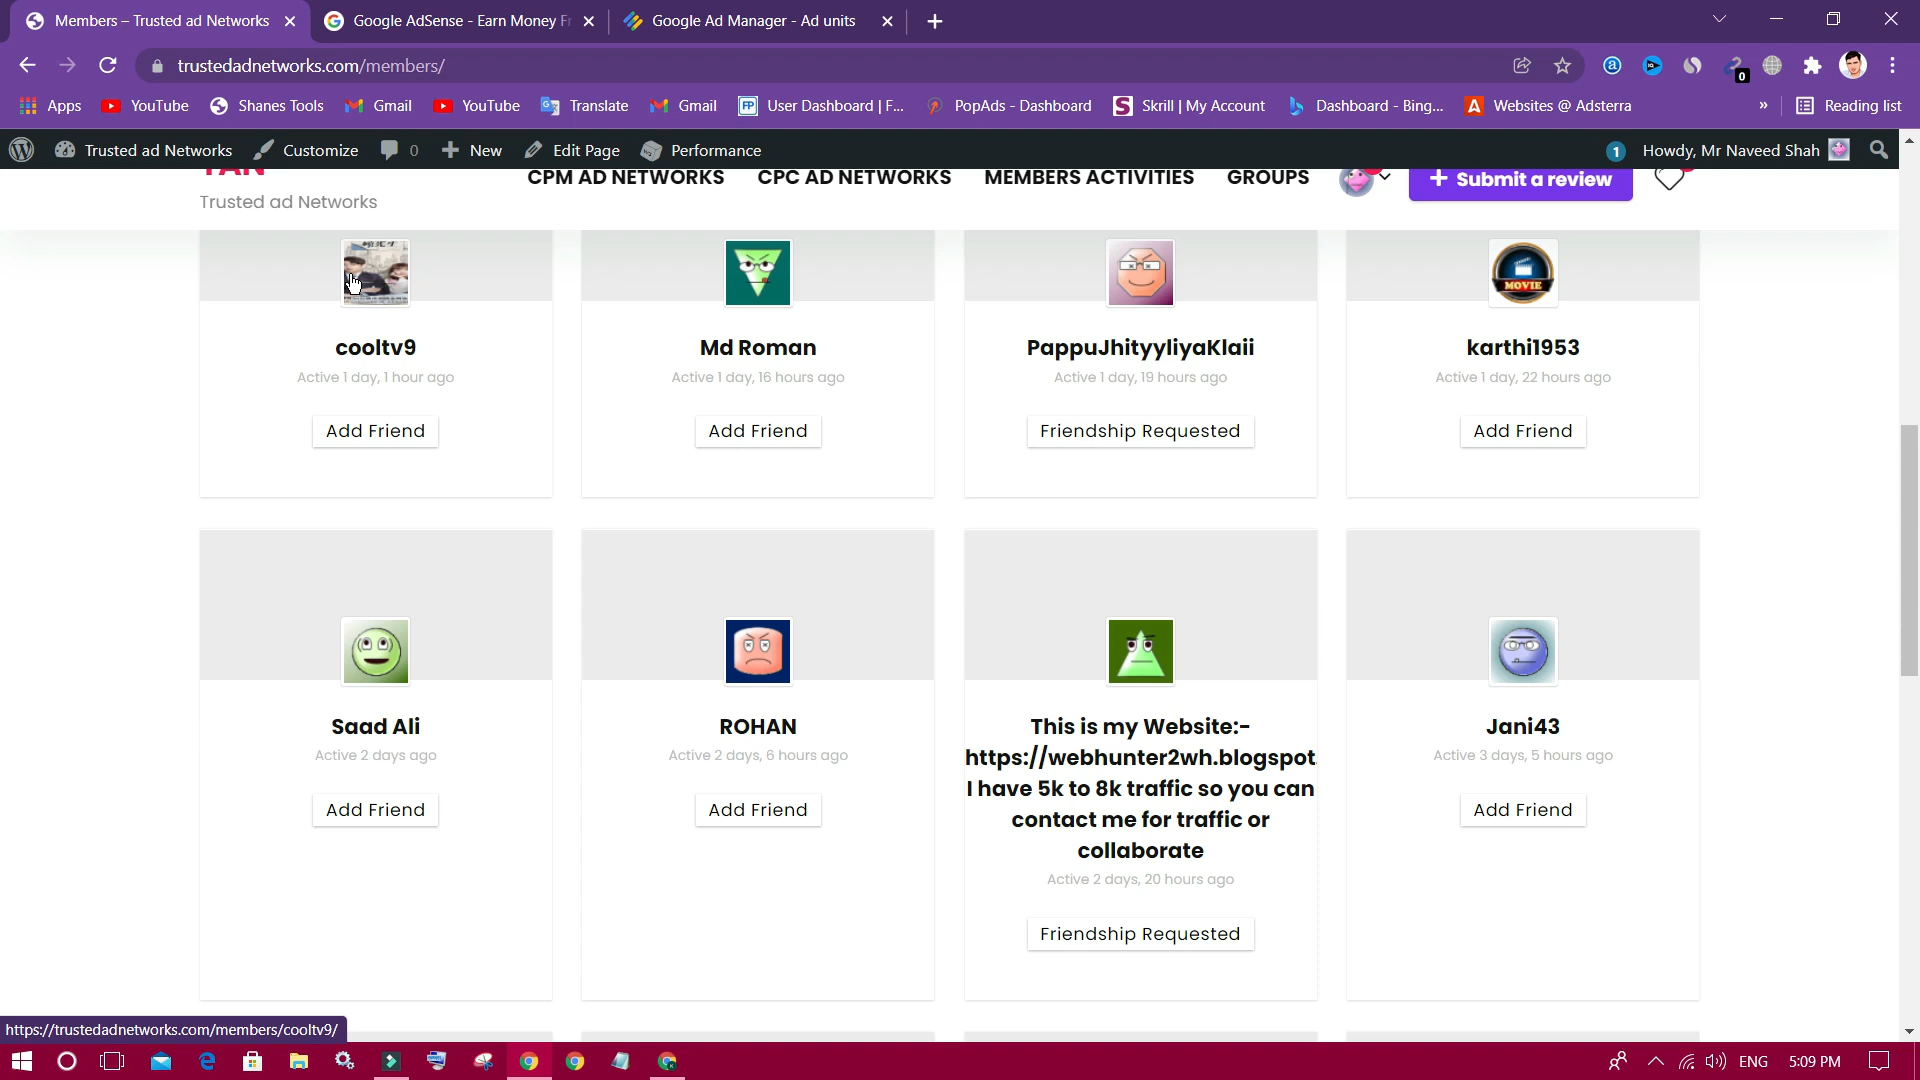 Members – Trusted ad Networks
Google AdSense - Earn Money F
Google Ad Manager - Ad units
trustedadnetworks.com/members/
0
Apps
YouTube
Shanes Tools
Gmail
YouTube
Translate
Gmail
User Dashboard | F...
PopAds - Dashboard
Skrill | My Account
Dashboard - Bing...
Websites @ Adsterra
»
Reading list
Trusted ad Networks
Customize
0
New
Edit Page
Performance
1
Howdy, Mr Naveed Shah
TAN
Trusted ad Networks
CPM AD NETWORKS
CPC AD NETWORKS
MEMBERS ACTIVITIES
GROUPS
+ Submit a review
MOVIE
cooltv9
Active 1 day, 1 hour ago
Add Friend
Md Roman
Active 1 day, 16 hours ago
Add Friend
PappuJhityyliyaKlaii
Active 1 day, 19 hours ago
Friendship Requested
karthi1953
Active 1 day, 22 hours ago
Add Friend
Saad Ali
Active 2 days ago
Add Friend
ROHAN
Active 2 days, 6 hours ago
Add Friend
This is my Website:-
https://webhunter2wh.blogspot.
I have 5k to 8k traffic so you can
contact me for traffic or
collaborate
Active 2 days, 20 hours ago
Friendship Requested
Jani43
Active 3 days, 5 hours ago
Add Friend
https://trustedadnetworks.com/members/cooltv9/
ENG
5:09 PM